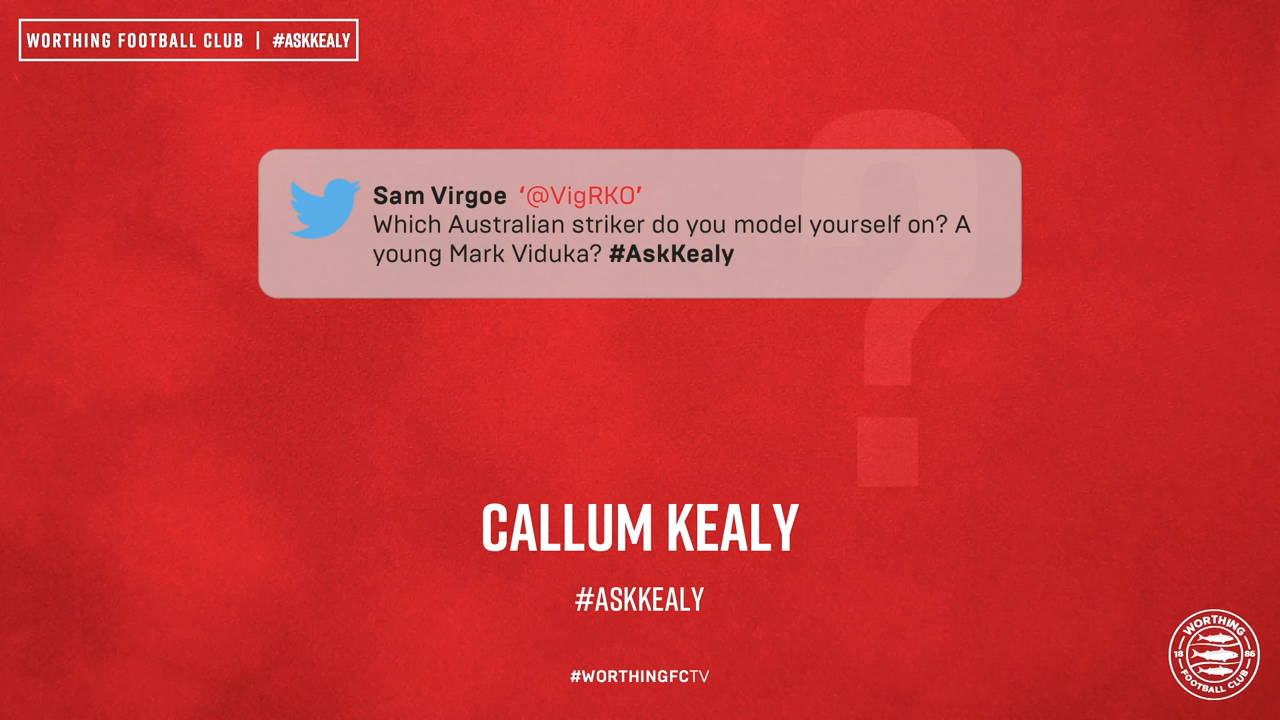 WORTHING FOOTBALL CLUB | #ASKKEALY
Sam Virgoe '@VigRKO'
Which Australian striker do you model yourself on? A
young Mark Viduka? #AskKealy
?
CALLUM KEALY
#ASKKEALY
#WORTHINGFCTV
WORTHING
18 86
FOOTBALL CLUB